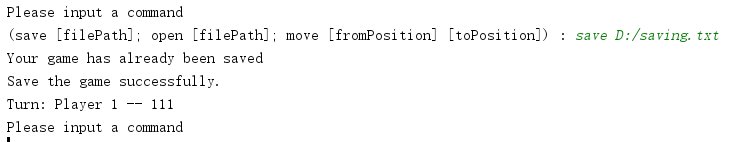 Please input a command
(save [filePath]; open [filePath]; move [fromPosition] [toPosition]) : save D:/saving.txt
Your game has already been saved
Save the game successfully.
Turn: Player 1 -- 111
Please input a command